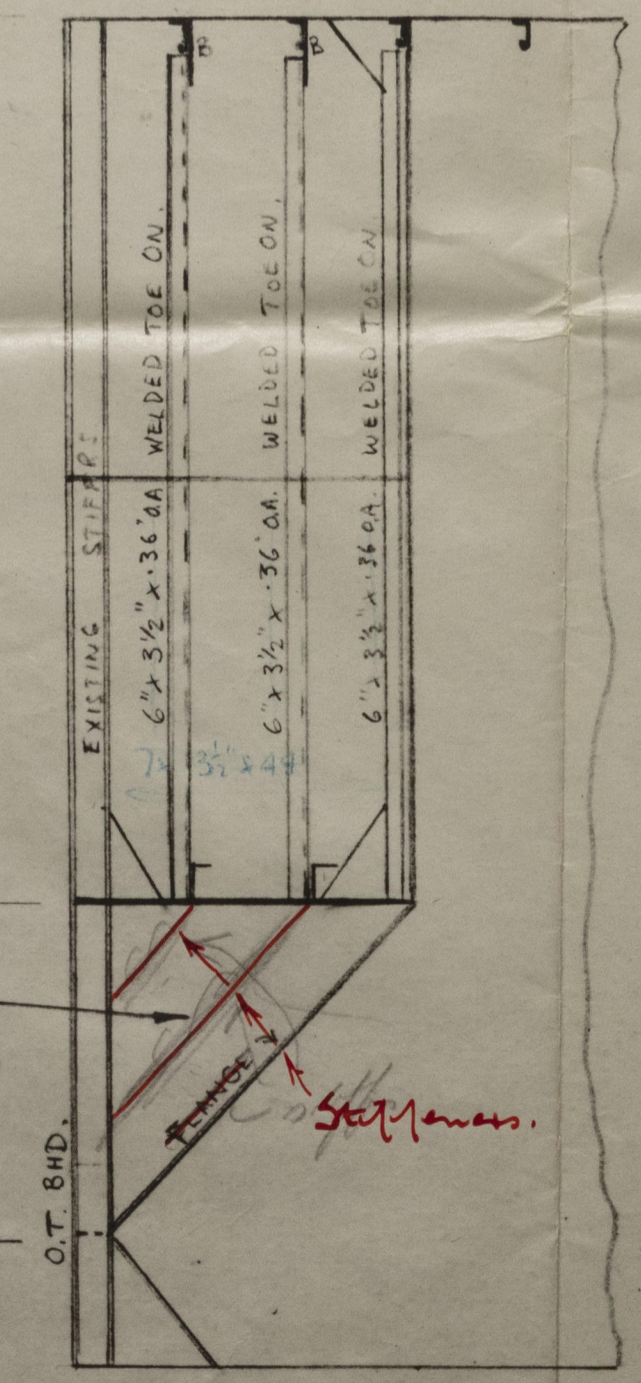 EXISTING STIFFRS
6" x 3½" x ·36" O.A. WELDED TOE ON.
6" x 3½" x ·36" O.A. WELDED TOE ON.
6" x 3½" x ·36 O.A. WELDED TOE ON.
7 x 3½" x 44
FLANGE
Stiffeners.
O.T. BHD.